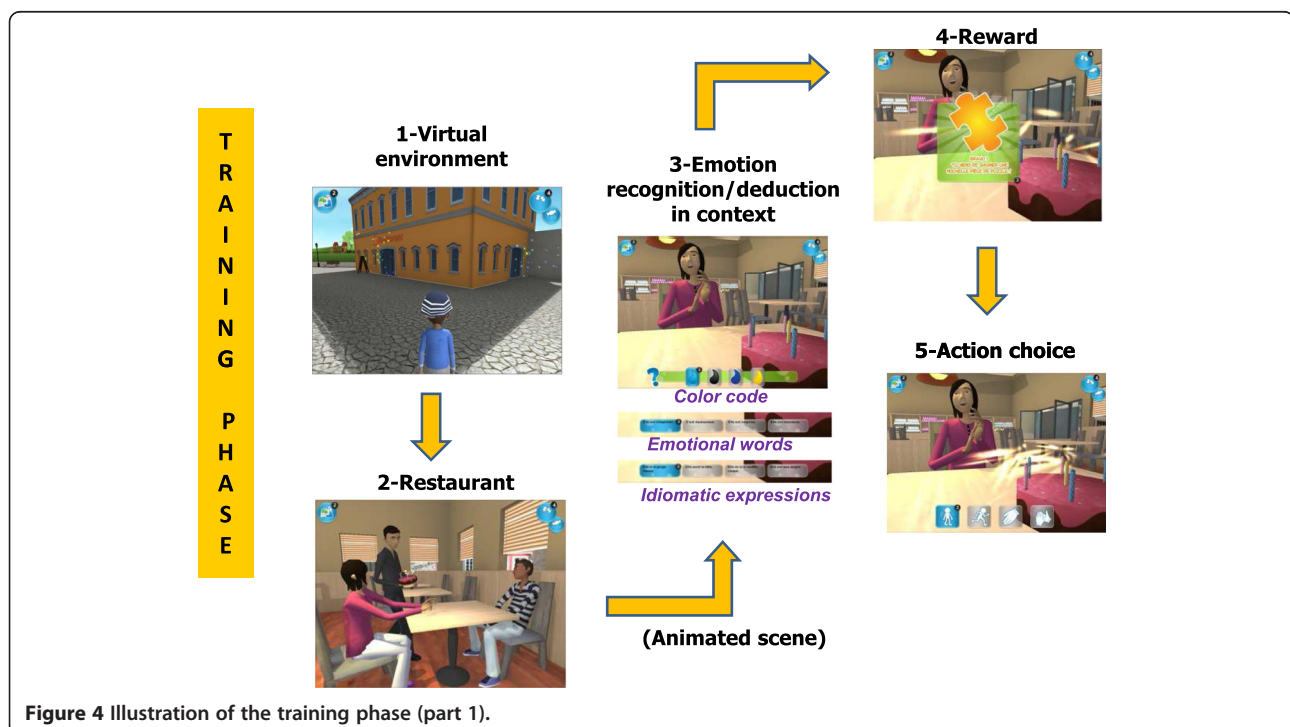 TRAINING PHASE
1-Virtual
environment
2-Restaurant
(Animated scene)
3-Emotion
recognition/deduction
in context
Color code
Emotional words
Idiomatic expressions
4-Reward
BRAVO
5-Action choice
Figure 4 Illustration of the training phase (part 1).